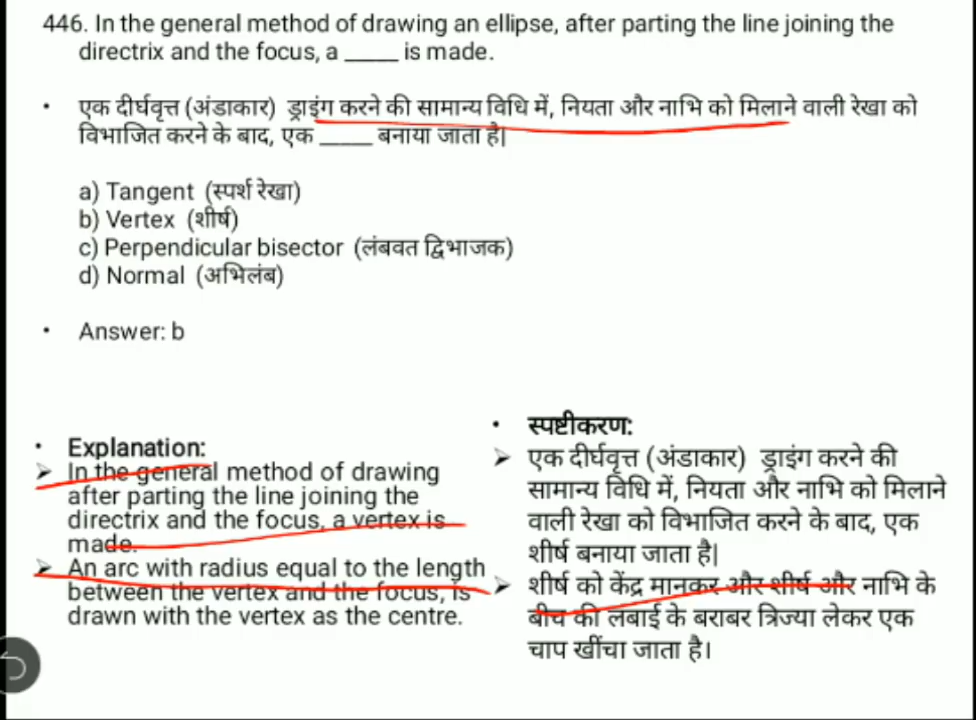 446. In the general method of drawing an ellipse, after parting the line joining the
directrix and the focus, a _____ is made.
• एक दीर्घवृत्त (अंडाकार) ड्राइंग करने की सामान्य विधि में, नियता और नाभि को मिलाने वाली रेखा को
विभाजित करने के बाद, एक _____ बनाया जाता है|
a) Tangent (स्पर्श रेखा)
b) Vertex (शीर्ष)
c) Perpendicular bisector (लंबवत द्विभाजक)
d) Normal (अभिलंब)
• Answer: b
• Explanation:
➢ In the general method of drawing
after parting the line joining the
directrix and the focus, a vertex is
made.
➢ An arc with radius equal to the length
between the vertex and the focus, is
drawn with the vertex as the centre.
• स्पष्टीकरण:
➢ एक दीर्घवृत्त (अंडाकार) ड्राइंग करने की
सामान्य विधि में, नियता और नाभि को मिलाने
वाली रेखा को विभाजित करने के बाद, एक
शीर्ष बनाया जाता है|
➢ शीर्ष को केंद्र मानकर और शीर्ष और नाभि के
बीच की लंबाई के बराबर त्रिज्या लेकर एक
चाप खींचा जाता है।